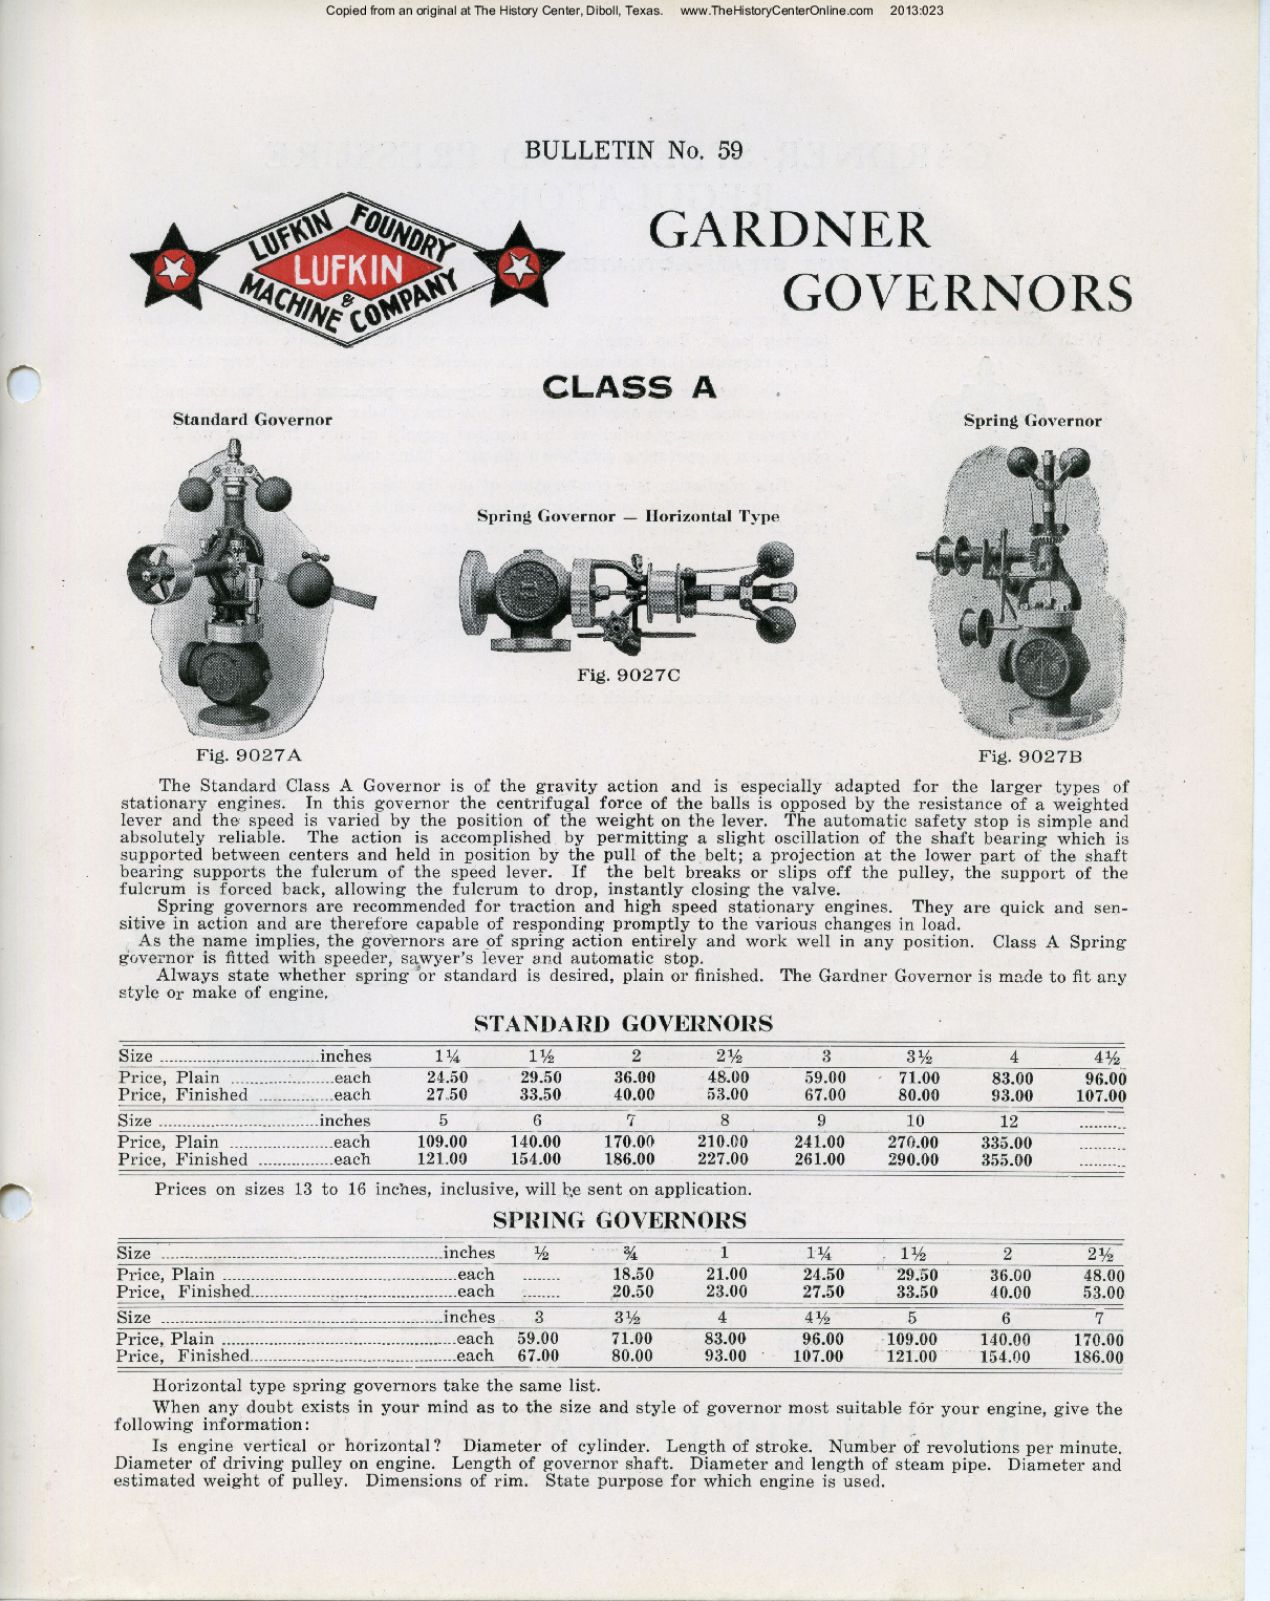 Copied from an original at The History Center, Diboll, Texas. www.TheHistoryCenterOnline.com 2013:023
BULLETIN No. 59
LUFKIN FOUNDRY
LUFKIN
& MACHINE COMPANY
GARDNER
GOVERNORS
CLASS A
Standard Governor
Spring Governor
Spring Governor — Horizontal Type
Fig. 9027C
Fig. 9027A
Fig. 9027B
The Standard Class A Governor is of the gravity action and is especially adapted for the larger types of
stationary engines. In this governor the centrifugal force of the balls is opposed by the resistance of a weighted
lever and the speed is varied by the position of the weight on the lever. The automatic safety stop is simple and
absolutely reliable. The action is accomplished by permitting a slight oscillation of the shaft bearing which is
supported between centers and held in position by the pull of the belt; a projection at the lower part of the shaft
bearing supports the fulcrum of the speed lever. If the belt breaks or slips off the pulley, the support of the
fulcrum is forced back, allowing the fulcrum to drop, instantly closing the valve.
Spring governors are recommended for traction and high speed stationary engines. They are quick and sen-
sitive in action and are therefore capable of responding promptly to the various changes in load.
As the name implies, the governors are of spring action entirely and work well in any position. Class A Spring
governor is fitted with speeder, sawyer's lever and automatic stop.
Always state whether spring or standard is desired, plain or finished. The Gardner Governor is made to fit any
style or make of engine.
STANDARD GOVERNORS
Size ................................inches 1¼ 1½ 2 2½ 3 3½ 4 4½
Price, Plain .....................each 24.50 29.50 36.00 48.00 59.00 71.00 83.00 96.00
Price, Finished ...............each 27.50 33.50 40.00 53.00 67.00 80.00 93.00 107.00
Size ................................inches 5 6 7 8 9 10 12 ..........
Price, Plain .....................each 109.00 140.00 170.00 210.00 241.00 270.00 335.00 ..........
Price, Finished ...............each 121.00 154.00 186.00 227.00 261.00 290.00 355.00 ..........
Prices on sizes 13 to 16 inches, inclusive, will be sent on application.
SPRING GOVERNORS
Size ........................................................inches ½ ¾ 1 1¼ 1½ 2 2½
Price, Plain ...............................................each ........ 18.50 21.00 24.50 29.50 36.00 48.00
Price, Finished..........................................each ........ 20.50 23.00 27.50 33.50 40.00 53.00
Size ........................................................inches 3 3½ 4 4½ 5 6 7
Price, Plain ...............................................each 59.00 71.00 83.00 96.00 109.00 140.00 170.00
Price, Finished..........................................each 67.00 80.00 93.00 107.00 121.00 154.00 186.00
Horizontal type spring governors take the same list.
When any doubt exists in your mind as to the size and style of governor most suitable for your engine, give the
following information:
Is engine vertical or horizontal? Diameter of cylinder. Length of stroke. Number of revolutions per minute.
Diameter of driving pulley on engine. Length of governor shaft. Diameter and length of steam pipe. Diameter and
estimated weight of pulley. Dimensions of rim. State purpose for which engine is used.